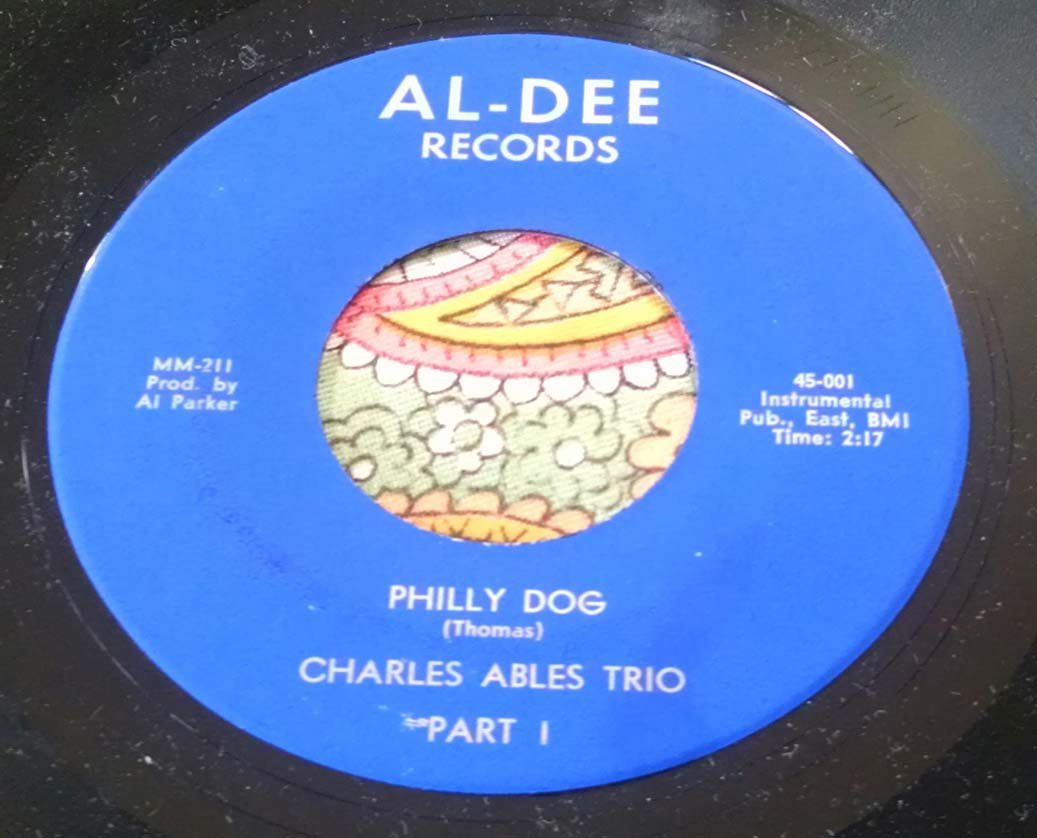 AL-DEE
RECORDS
MM-211
Prod. by
Al Parker
45-001
Instrumental
Pub., East, BMI
Time: 2:17
PHILLY DOG
(Thomas)
CHARLES ABLES TRIO
PART I